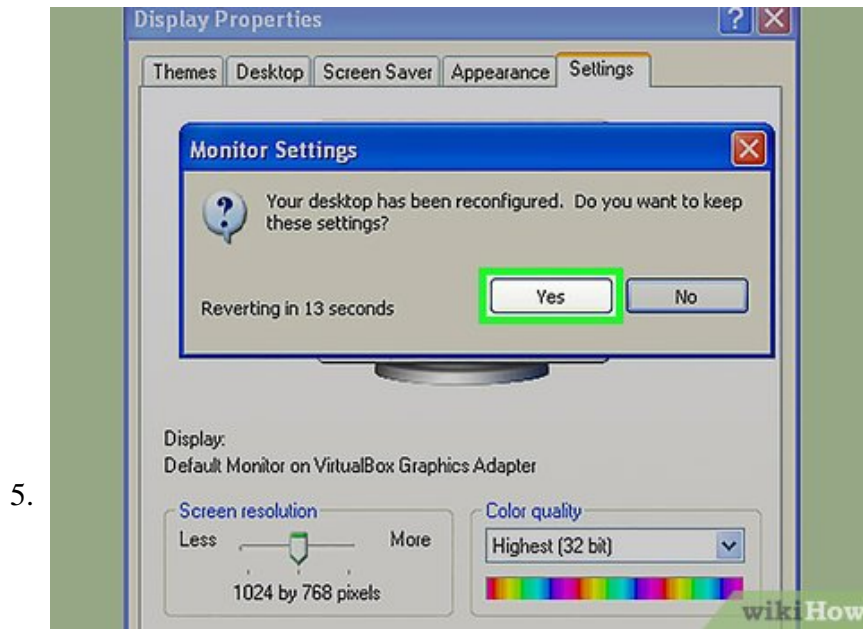 Display Properties
Themes Desktop Screen Saver Appearance Settings
Monitor Settings
Your desktop has been reconfigured. Do you want to keep
these settings?
Reverting in 13 seconds
Yes No
Display:
Default Monitor on VirtualBox Graphics Adapter
5.
Screen resolution
Less More
1024 by 768 pixels
Color quality
Highest (32 bit)
wikiHow